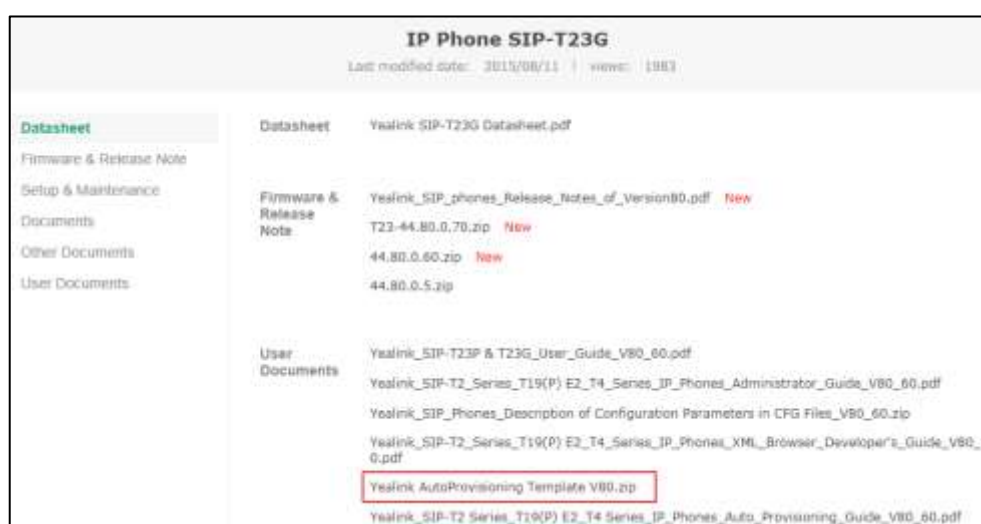 IP Phone SIP-T23G
Last modified date: 2015/08/11 | views: 1983
Datasheet
Firmware & Release Note
Setup & Maintenance
Documents
Other Documents
User Documents
Datasheet
Yealink SIP-T23G Datasheet.pdf
Firmware & Release Note
Yealink_SIP_phones_Release_Notes_of_Version80.pdf New
T23-44.80.0.70.zip New
44.80.0.60.zip New
44.80.0.5.zip
User Documents
Yealink_SIP-T23P & T23G_User_Guide_V80_60.pdf
Yealink_SIP-T2_Series_T19(P) E2_T4_Series_IP_Phones_Administrator_Guide_V80_60.pdf
Yealink_SIP_Phones_Description of Configuration Parameters in CFG Files_V80_60.zip
Yealink_SIP-T2_Series_T19(P) E2_T4_Series_IP_Phones_XML_Browser_Developer's_Guide_V80_
0.pdf
Yealink AutoProvisioning Template V80.zip
Yealink_SIP-T2 Series_T19(P) E2_T4 Series_IP_Phones_Auto_Provisioning_Guide_V80_60.pdf